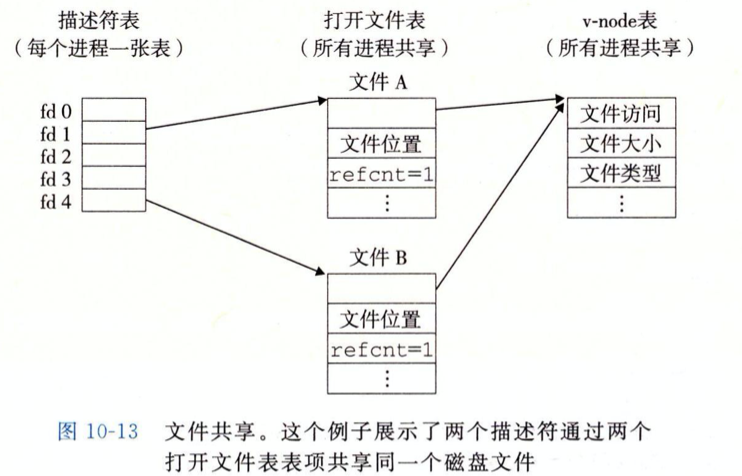 描述符表
（每个进程一张表）
打开文件表
（所有进程共享）
v-node表
（所有进程共享）
fd 0
fd 1
fd 2
fd 3
fd 4
文件 A
文件位置
refcnt=1
⋮
文件 B
文件位置
refcnt=1
⋮
文件访问
文件大小
文件类型
⋮
图 10-13 文件共享。这个例子展示了两个描述符通过两个
打开文件表表项共享同一个磁盘文件